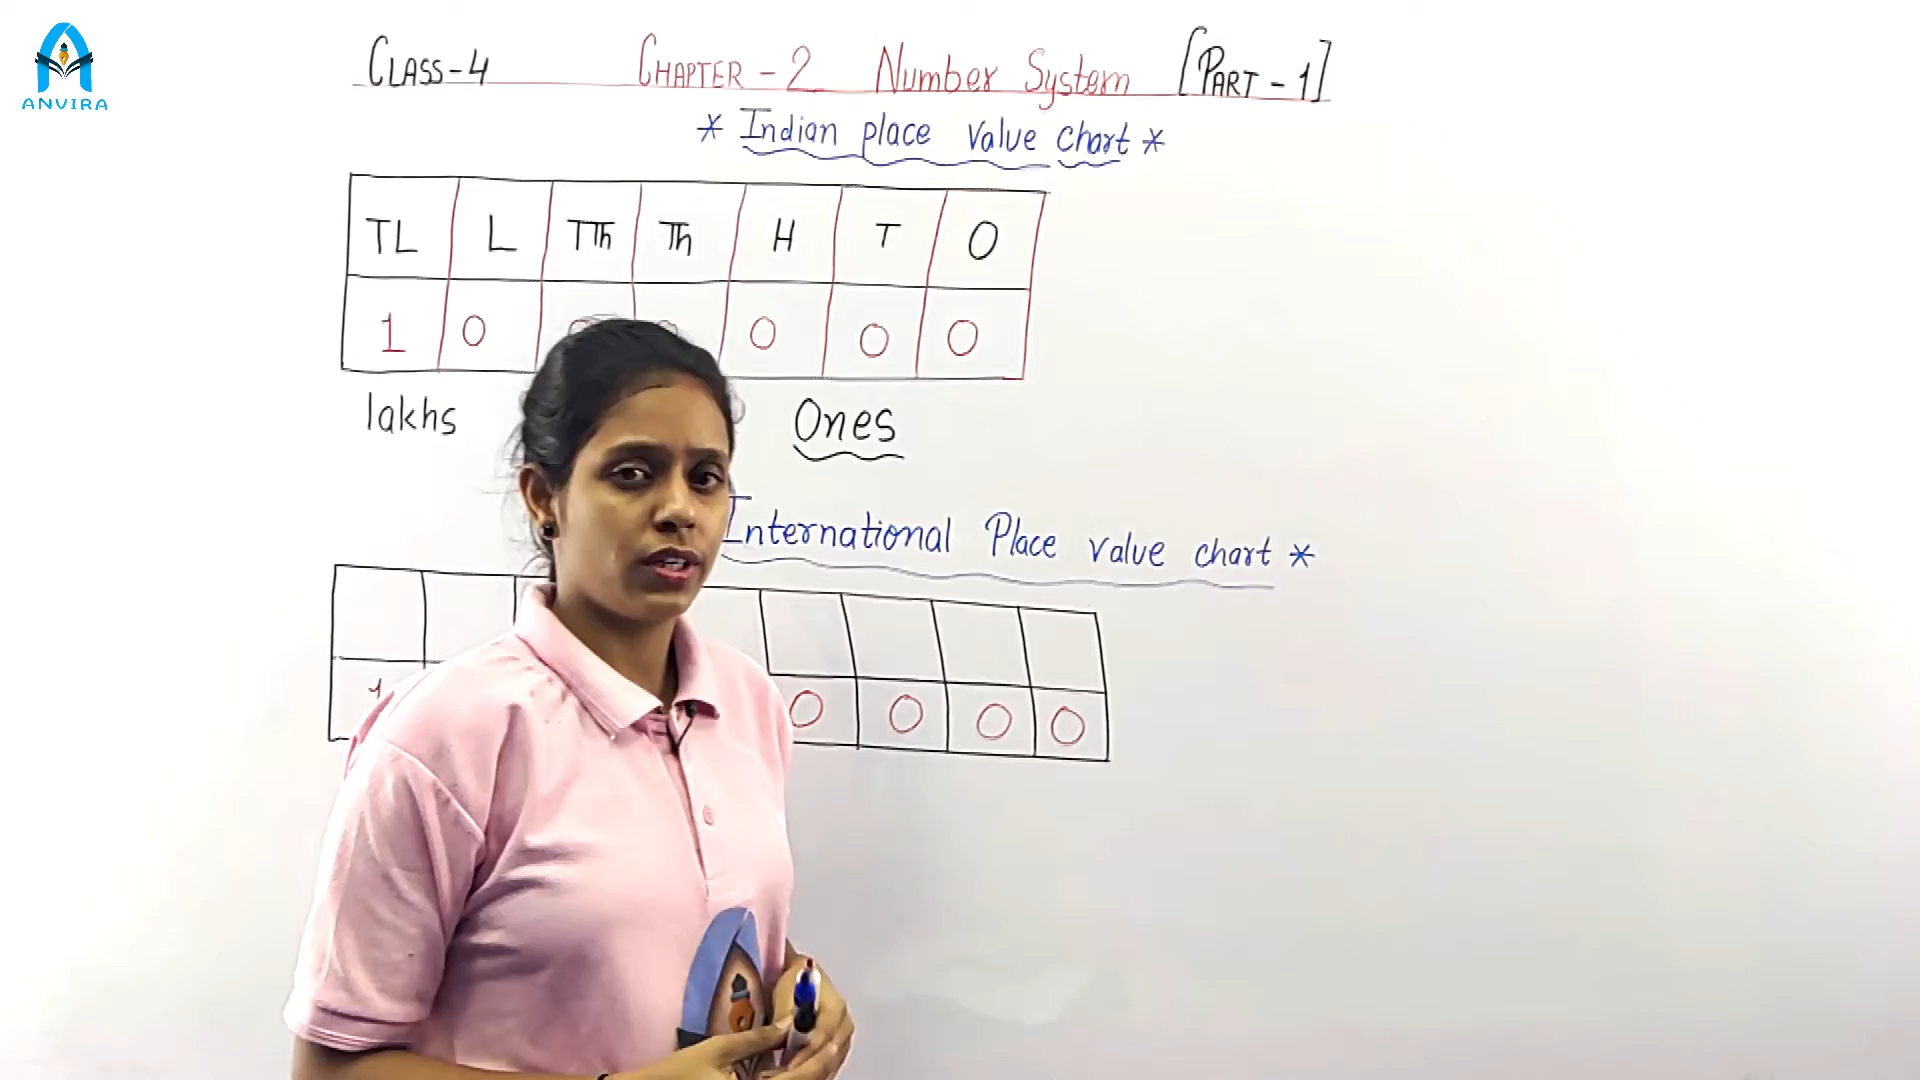 ANVIRA
CLASS-4 CHAPTER - 2 Number System [PART - 1]
* Indian place value chart *
TL L TTh Th H T O
1 0 0 0 0
lakhs Ones
International Place value chart *
1 0 0 0 0